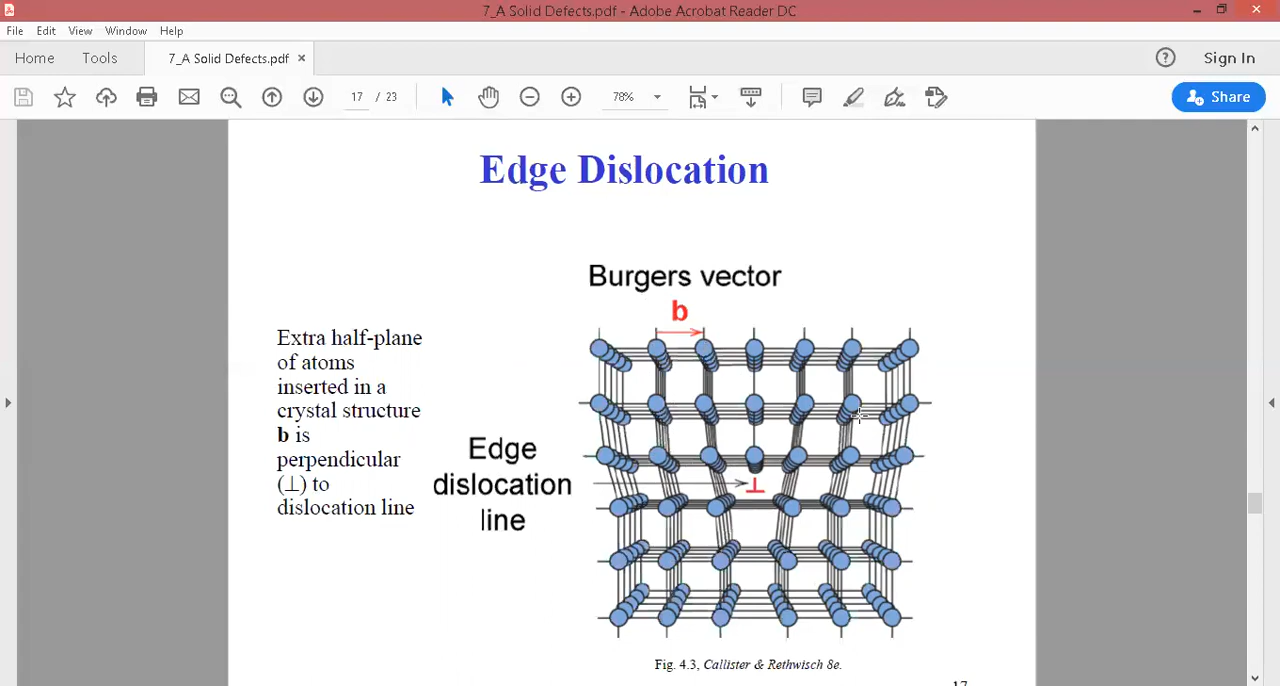 7_A Solid Defects.pdf - Adobe Acrobat Reader DC
File Edit View Window Help
Home Tools 7_A Solid Defects.pdf × Sign In
17 / 23 78% Share
Edge Dislocation
Burgers vector
b
Extra half-plane
of atoms
inserted in a
crystal structure
b is
perpendicular
(⊥) to
dislocation line
Edge
dislocation
line
⊥
Fig. 4.3, Callister & Rethwisch 8e.
17